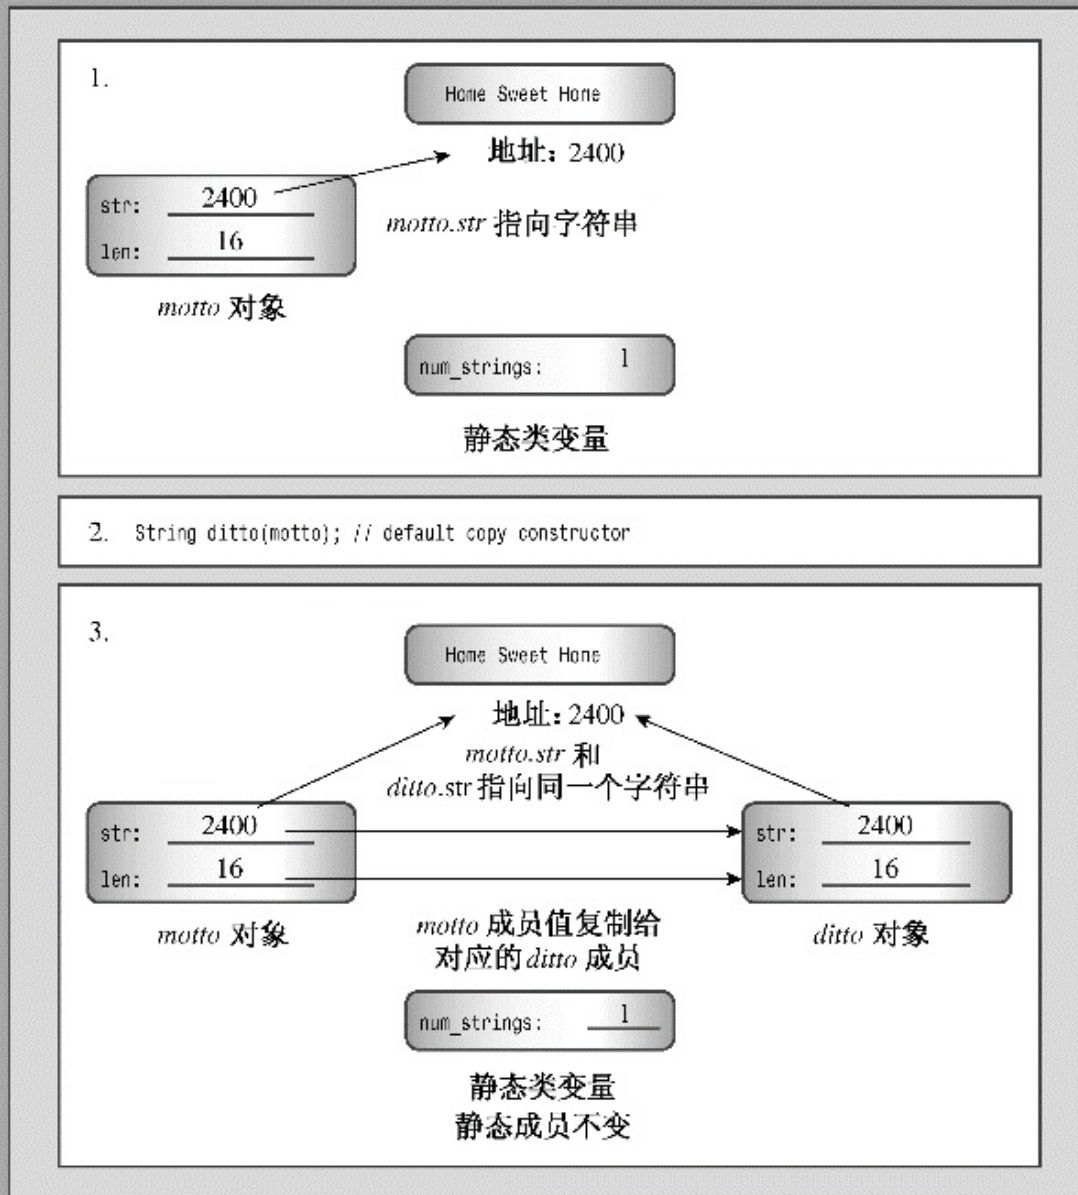 1.
Home Sweet Home
地址：2400
str: 2400
motto.str 指向字符串
len: 16
motto 对象
num_strings: 1
静态类变量
2. String ditto(motto); // default copy constructor
3.
Home Sweet Home
地址：2400
motto.str 和
ditto.str 指向同一个字符串
str: 2400
len: 16
motto 对象
str: 2400
len: 16
ditto 对象
motto 成员值复制给
对应的 ditto 成员
num_strings: 1
静态类变量
静态成员不变